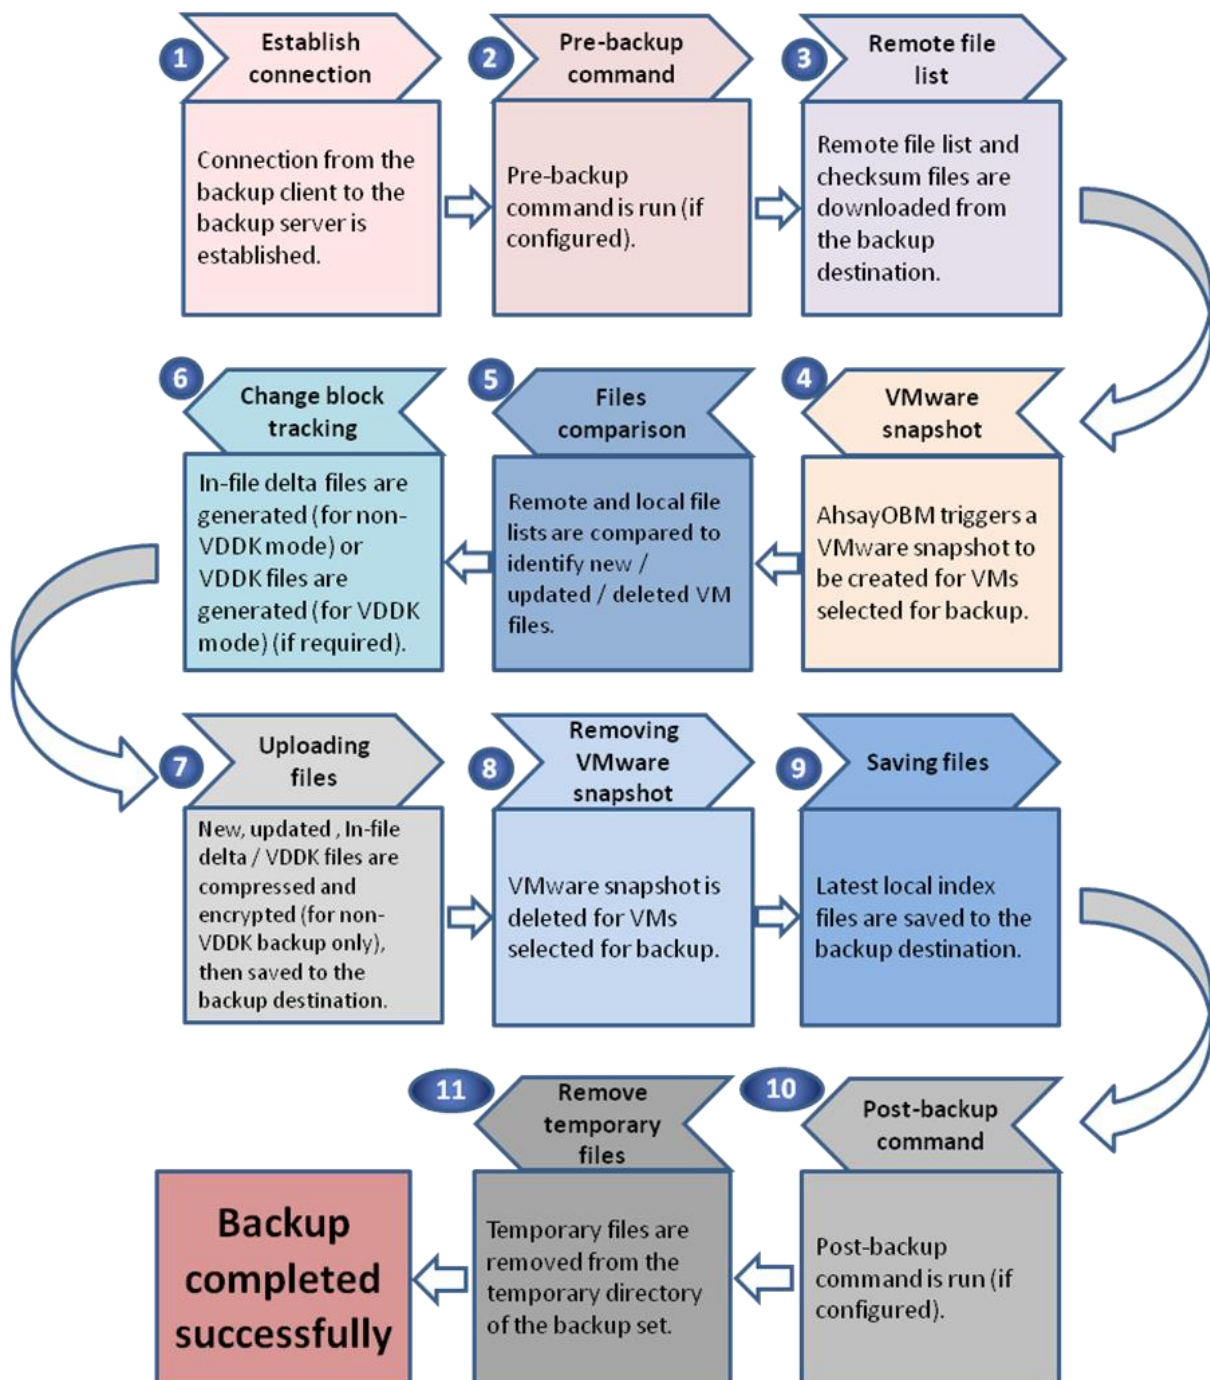 1
Establish
connection
Connection from the
backup client to the
backup server is
established.
2
Pre-backup
command
Pre-backup
command is run (if
configured).
3
Remote file
list
Remote file list and
checksum files are
downloaded from
the backup
destination.
4
VMware
snapshot
AhsayOBM triggers a
VMware snapshot to
be created for VMs
selected for backup.
5
Files
comparison
Remote and local file
lists are compared to
identify new /
updated / deleted VM
files.
6
Change block
tracking
In-file delta files are
generated (for non-
VDDK mode) or
VDDK files are
generated (for VDDK
mode) (if required).
7
Uploading
files
New, updated , In-file
delta / VDDK files are
compressed and
encrypted (for non-
VDDK backup only),
then saved to the
backup destination.
8
Removing
VMware
snapshot
VMware snapshot is
deleted for VMs
selected for backup.
9
Saving files
Latest local index
files are saved to the
backup destination.
10
Post-backup
command
Post-backup
command is run (if
configured).
11
Remove
temporary
files
Temporary files are
removed from the
temporary directory
of the backup set.
Backup
completed
successfully